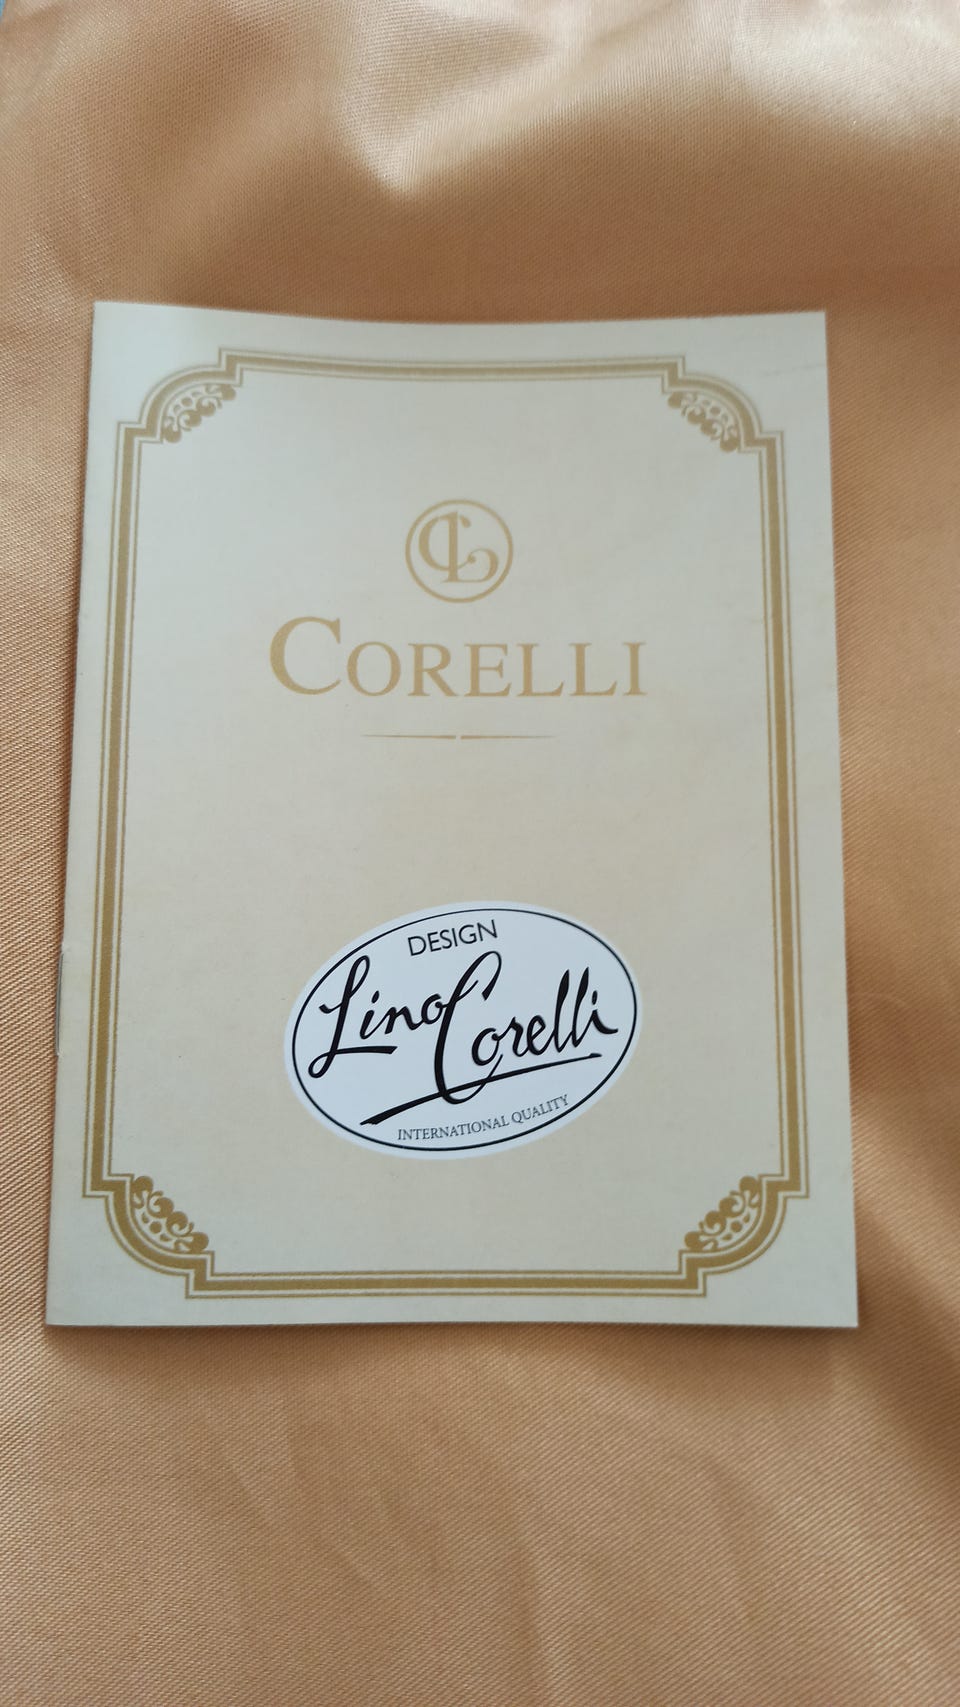 CL
CORELLI
DESIGN
Lino Corelli
INTERNATIONAL QUALITY